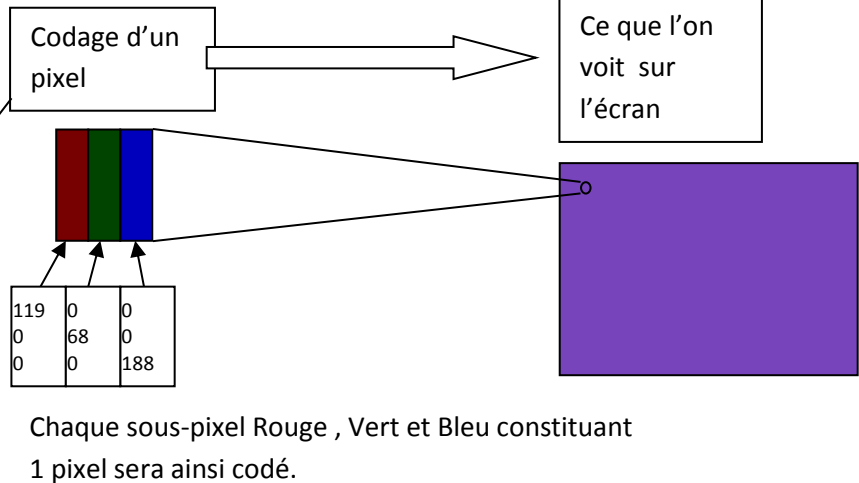 Codage d'un
pixel
Ce que l'on
voit  sur
l'écran
119 0 0
0 68 0
0 0 188
Chaque sous-pixel Rouge , Vert et Bleu constituant
1 pixel sera ainsi codé.